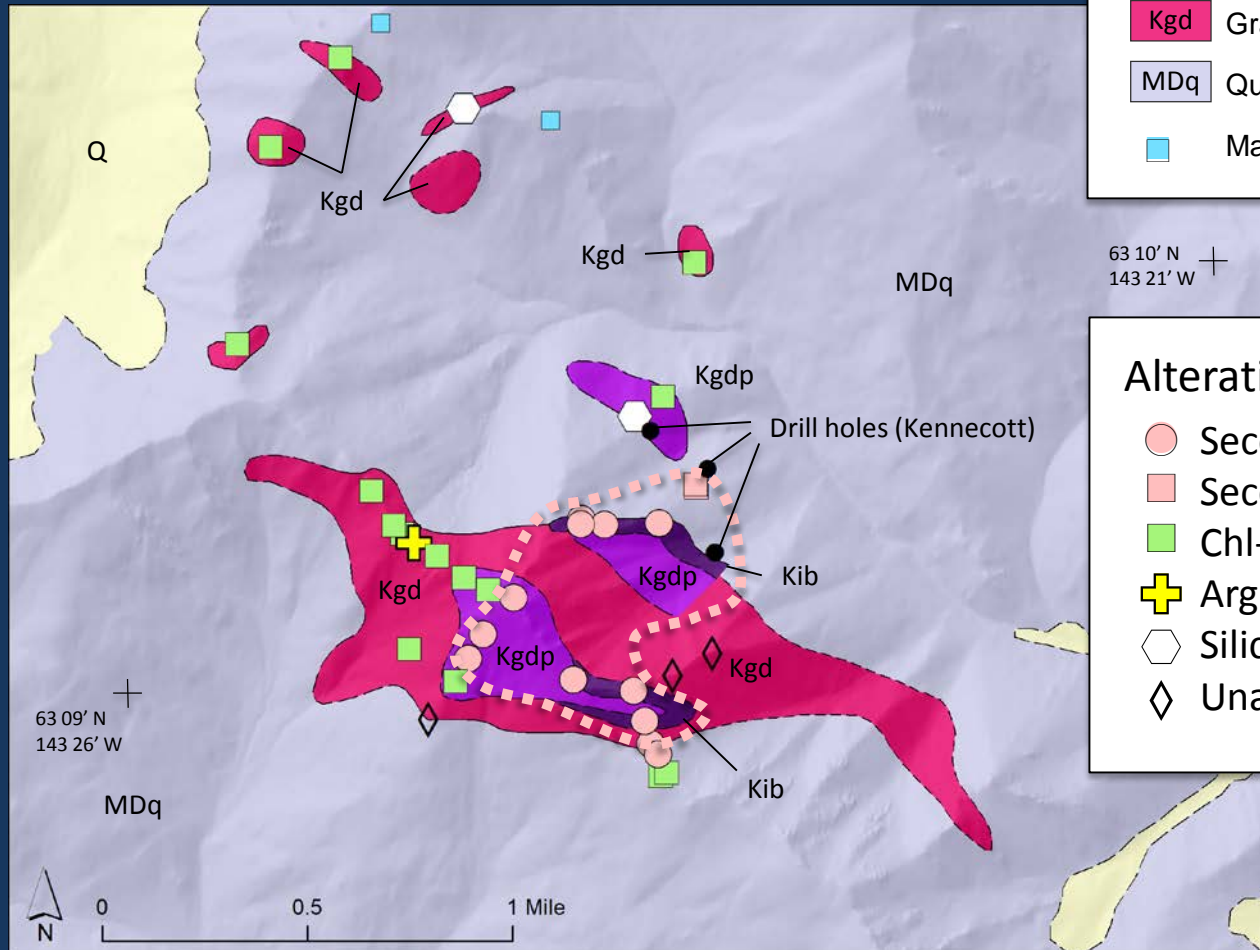 Kgd Gr
MDq Qu
Ma
Q
Kgd
Kgd
MDq
63 10' N
143 21' W
Kgdp
Drill holes (Kennecott)
Alterati
Seco
Sec
Chl-
Arg
Silic
Una
Kgdp
Kib
Kgd
Kgdp
Kgd
63 09' N
143 26' W
Kib
MDq
0 0.5 1 Mile
N